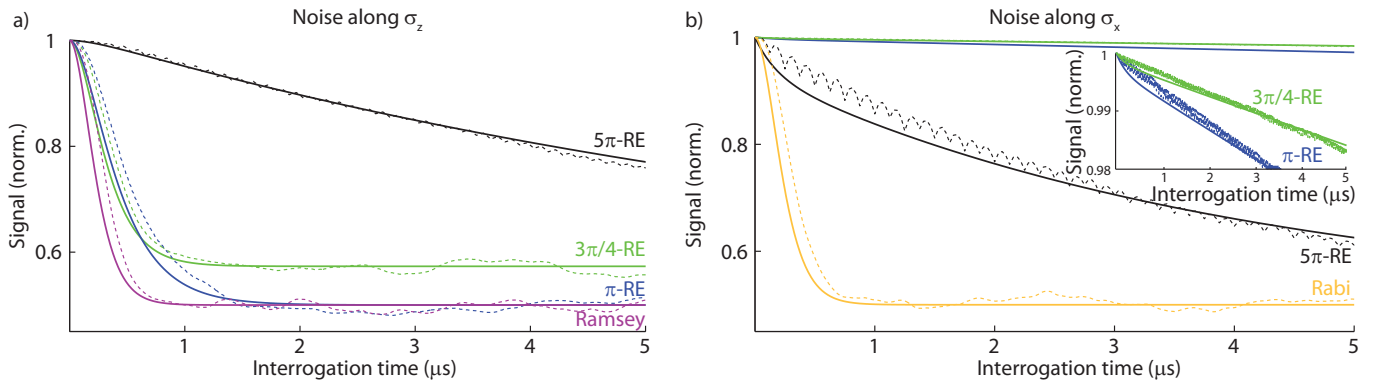 a)
Noise along σz
Signal (norm.)
1
0.8
0.6
5π-RE
3π/4-RE
π-RE
Ramsey
1 2 3 4 5
Interrogation time (μs)
b)
Noise along σx
Signal (norm.)
1
0.8
0.6
5π-RE
Rabi
1 2 3 4 5
Interrogation time (μs)
Signal (norm.)
1
0.99
0.98
3π/4-RE
π-RE
1 2 3 4 5
Interrogation time (μs)